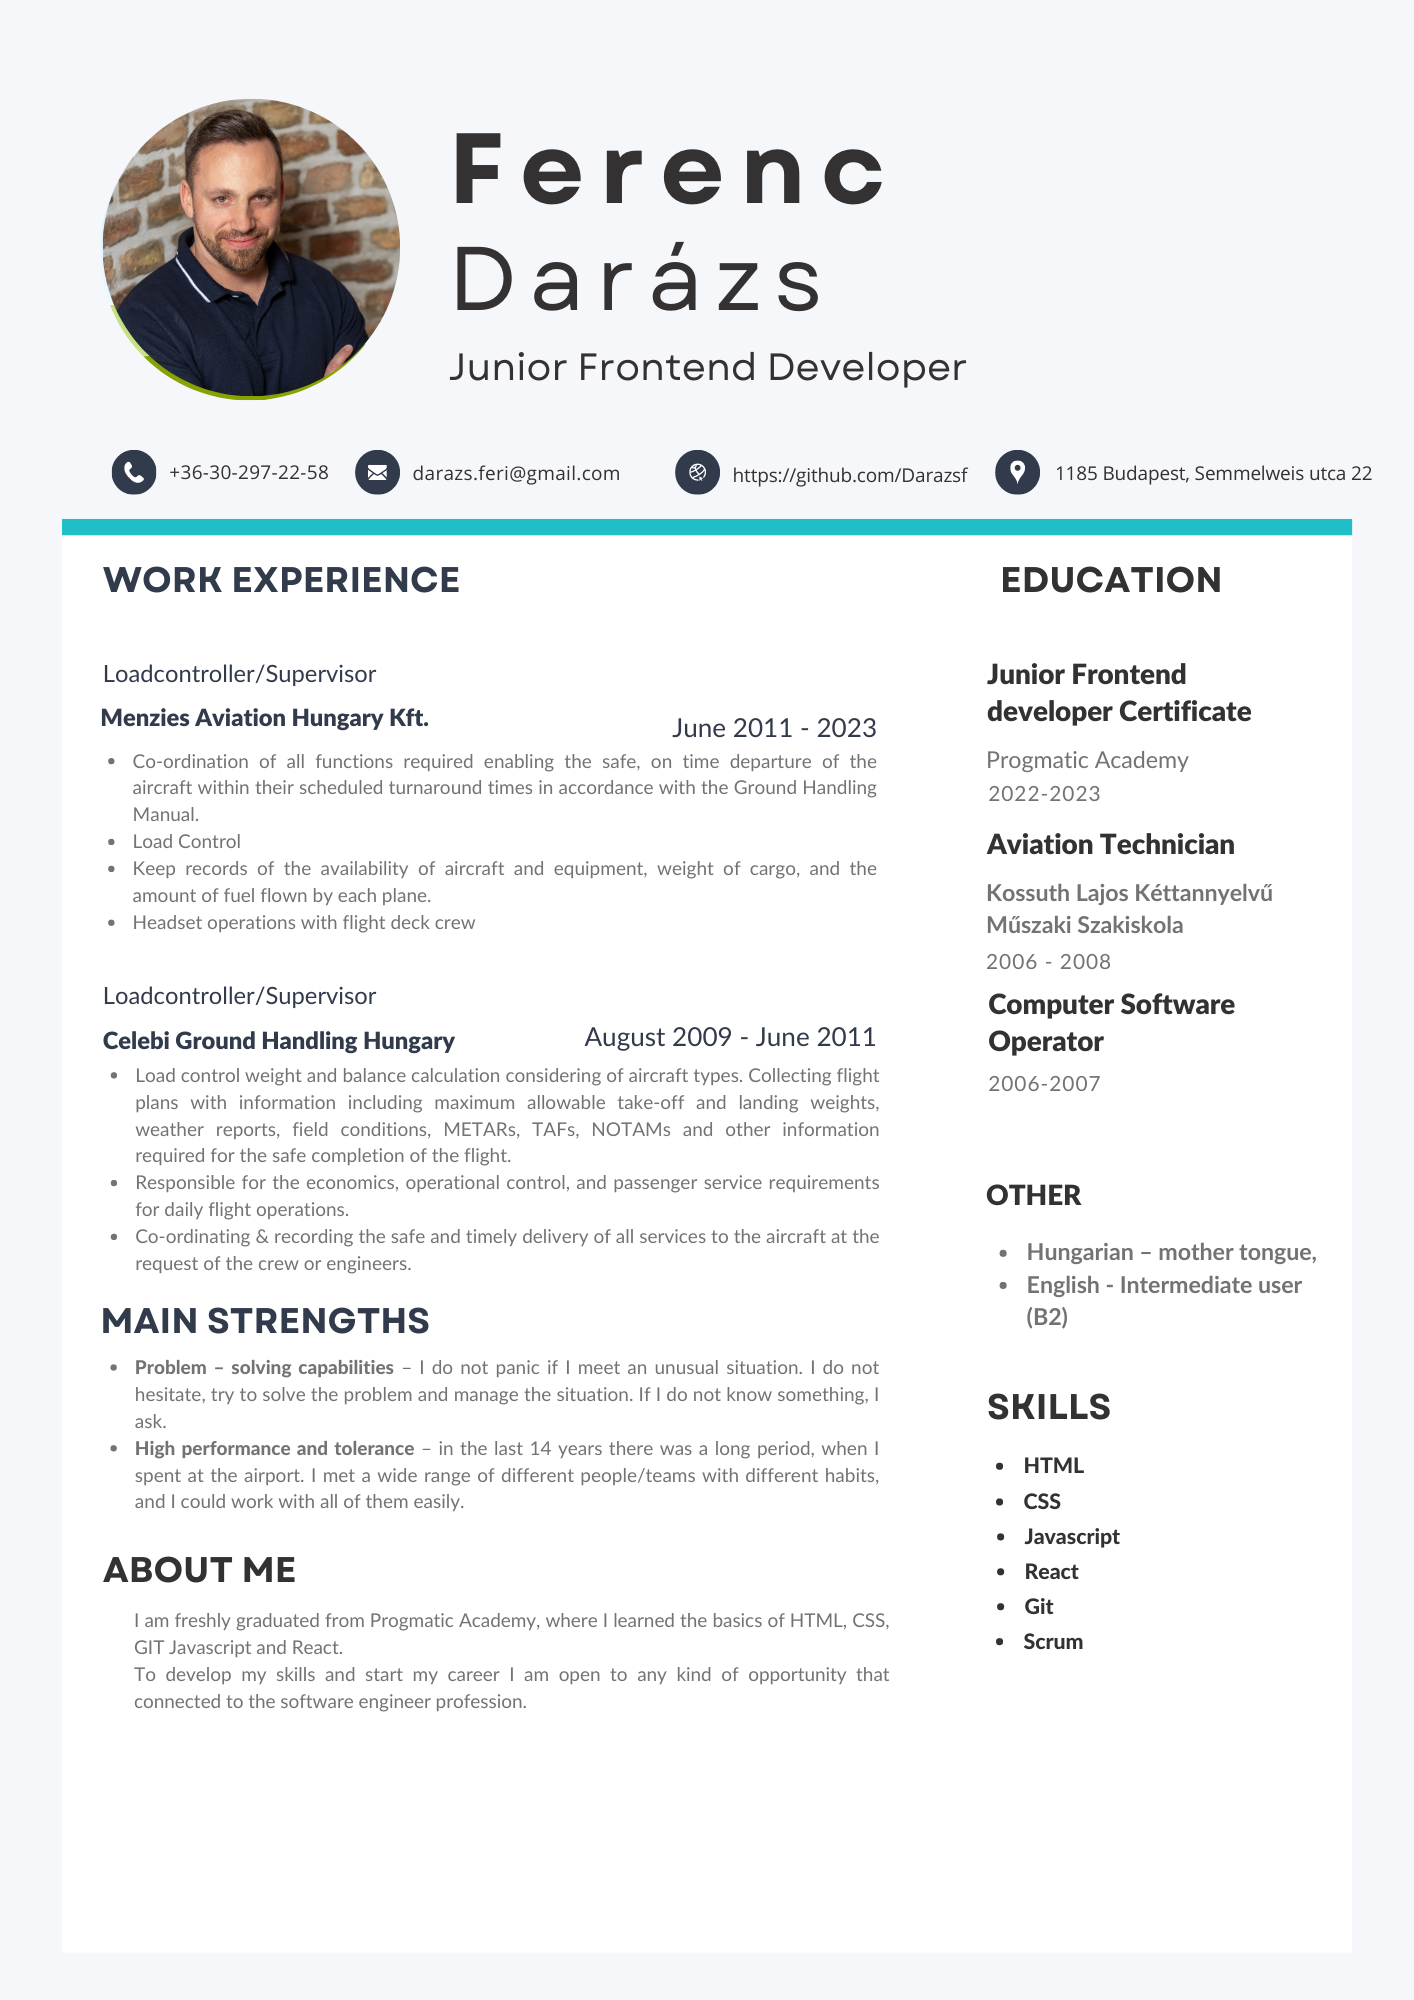 Ferenc
Darázs
Junior Frontend Developer
+36-30-297-22-58
darazs.feri@gmail.com
https://github.com/Darazsf
1185 Budapest, Semmelweis utca 22
WORK EXPERIENCE
Loadcontroller/Supervisor
Menzies Aviation Hungary Kft.
June 2011 - 2023
• Co-ordination of all functions required enabling the safe, on time departure of the
aircraft within their scheduled turnaround times in accordance with the Ground Handling
Manual.
• Load Control
• Keep records of the availability of aircraft and equipment, weight of cargo, and the
amount of fuel flown by each plane.
• Headset operations with flight deck crew
Loadcontroller/Supervisor
Celebi Ground Handling Hungary
August 2009 - June 2011
• Load control weight and balance calculation considering of aircraft types. Collecting flight
plans with information including maximum allowable take-off and landing weights,
weather reports, field conditions, METARs, TAFs, NOTAMs and other information
required for the safe completion of the flight.
• Responsible for the economics, operational control, and passenger service requirements
for daily flight operations.
• Co-ordinating & recording the safe and timely delivery of all services to the aircraft at the
request of the crew or engineers.
MAIN STRENGTHS
• Problem – solving capabilities – I do not panic if I meet an unusual situation. I do not
hesitate, try to solve the problem and manage the situation. If I do not know something, I
ask.
• High performance and tolerance – in the last 14 years there was a long period, when I
spent at the airport. I met a wide range of different people/teams with different habits,
and I could work with all of them easily.
ABOUT ME
I am freshly graduated from Progmatic Academy, where I learned the basics of HTML, CSS,
GIT Javascript and React.
To develop my skills and start my career I am open to any kind of opportunity that
connected to the software engineer profession.
EDUCATION
Junior Frontend
developer Certificate
Progmatic Academy
2022-2023
Aviation Technician
Kossuth Lajos Kéttannyelvű
Műszaki Szakiskola
2006 - 2008
Computer Software
Operator
2006-2007
OTHER
• Hungarian – mother tongue,
• English - Intermediate user
(B2)
SKILLS
• HTML
• CSS
• Javascript
• React
• Git
• Scrum